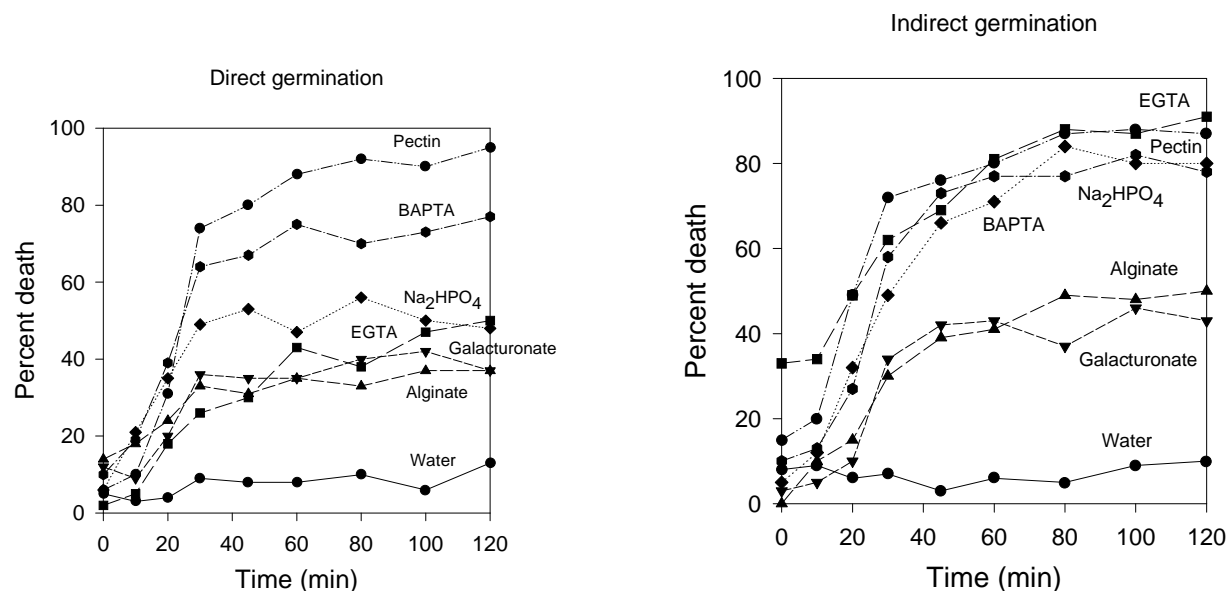 Direct germination
Percent death
100
80
60
40
20
0
Pectin
BAPTA
Na2HPO4
EGTA
Galacturonate
Alginate
Water
0 20 40 60 80 100 120
Time (min)
Indirect germination
Percent death
100
80
60
40
20
0
EGTA
Pectin
Na2HPO4
BAPTA
Alginate
Galacturonate
Water
0 20 40 60 80 100 120
Time (min)